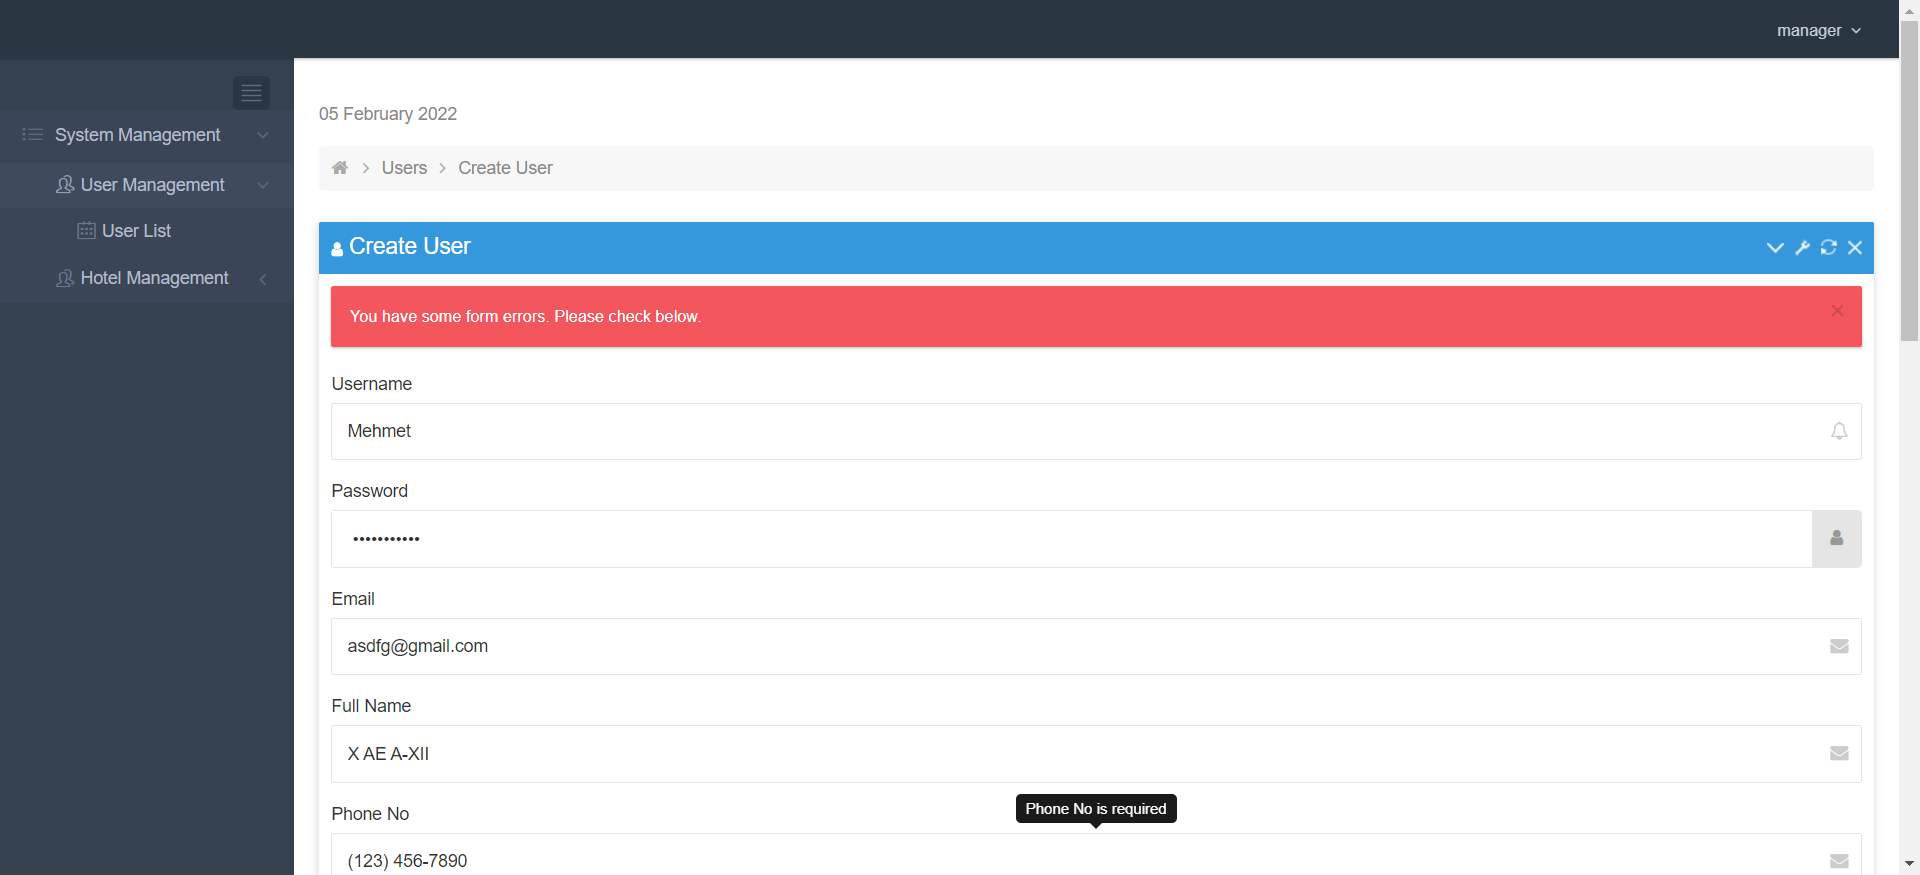 manager
System Management
User Management
User List
Hotel Management
05 February 2022
Users
Create User
Create User
You have some form errors. Please check below.
Username
Mehmet
Password
•••••••••••
Email
asdfg@gmail.com
Full Name
X AE A-XII
Phone No is required
Phone No
(123) 456-7890